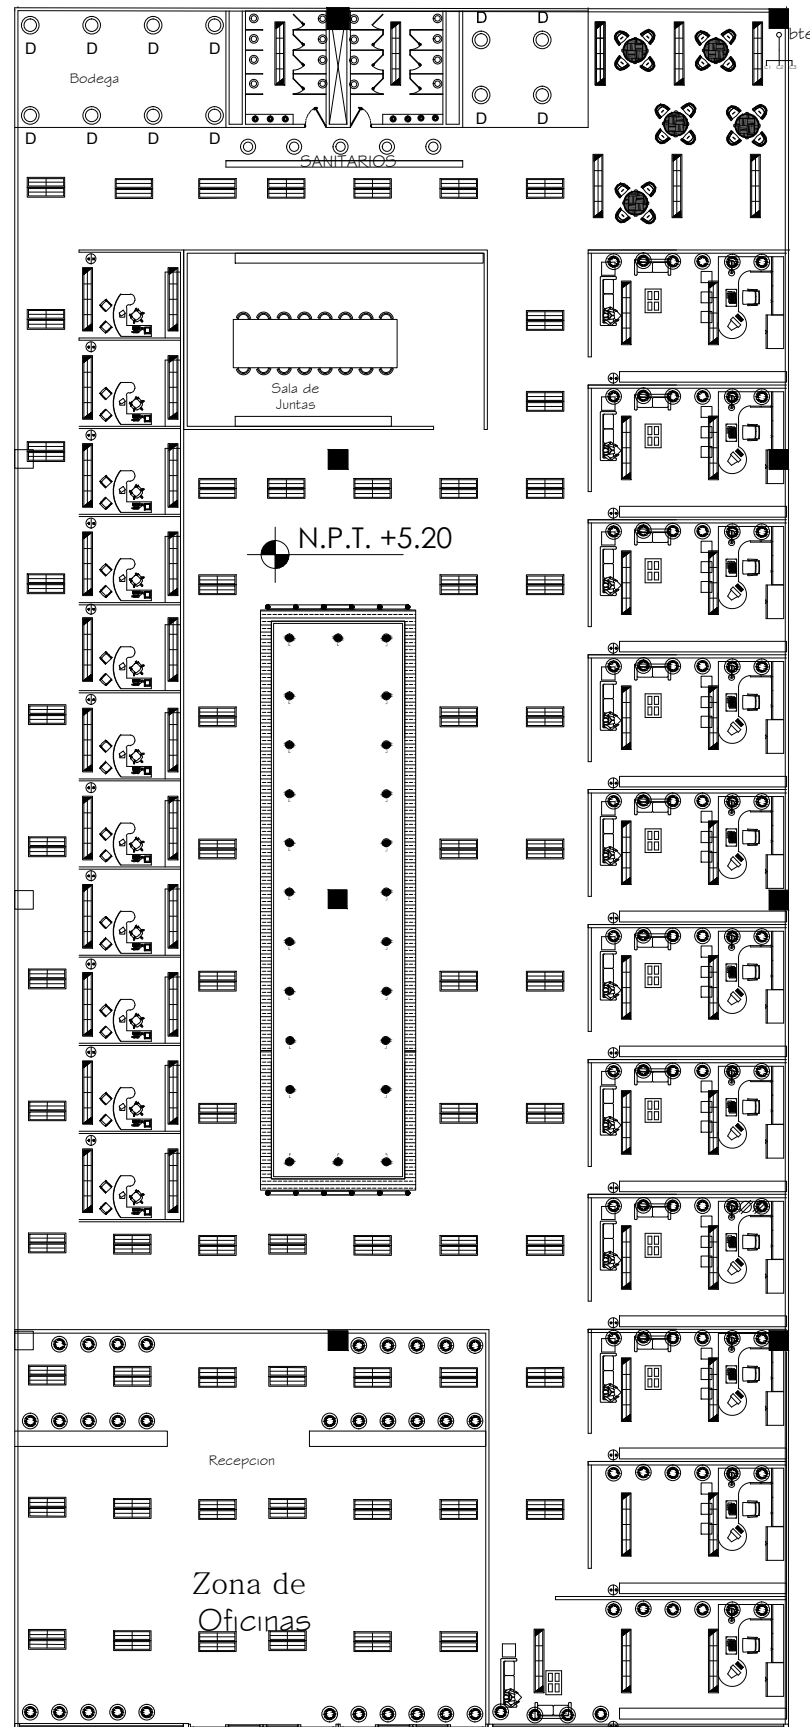 D D D D
D D
Bodega
D D D D
D D
SANITARIOS
Sala de
Juntas
N.P.T. +5.20
Recepcion
Zona de
Oficinas